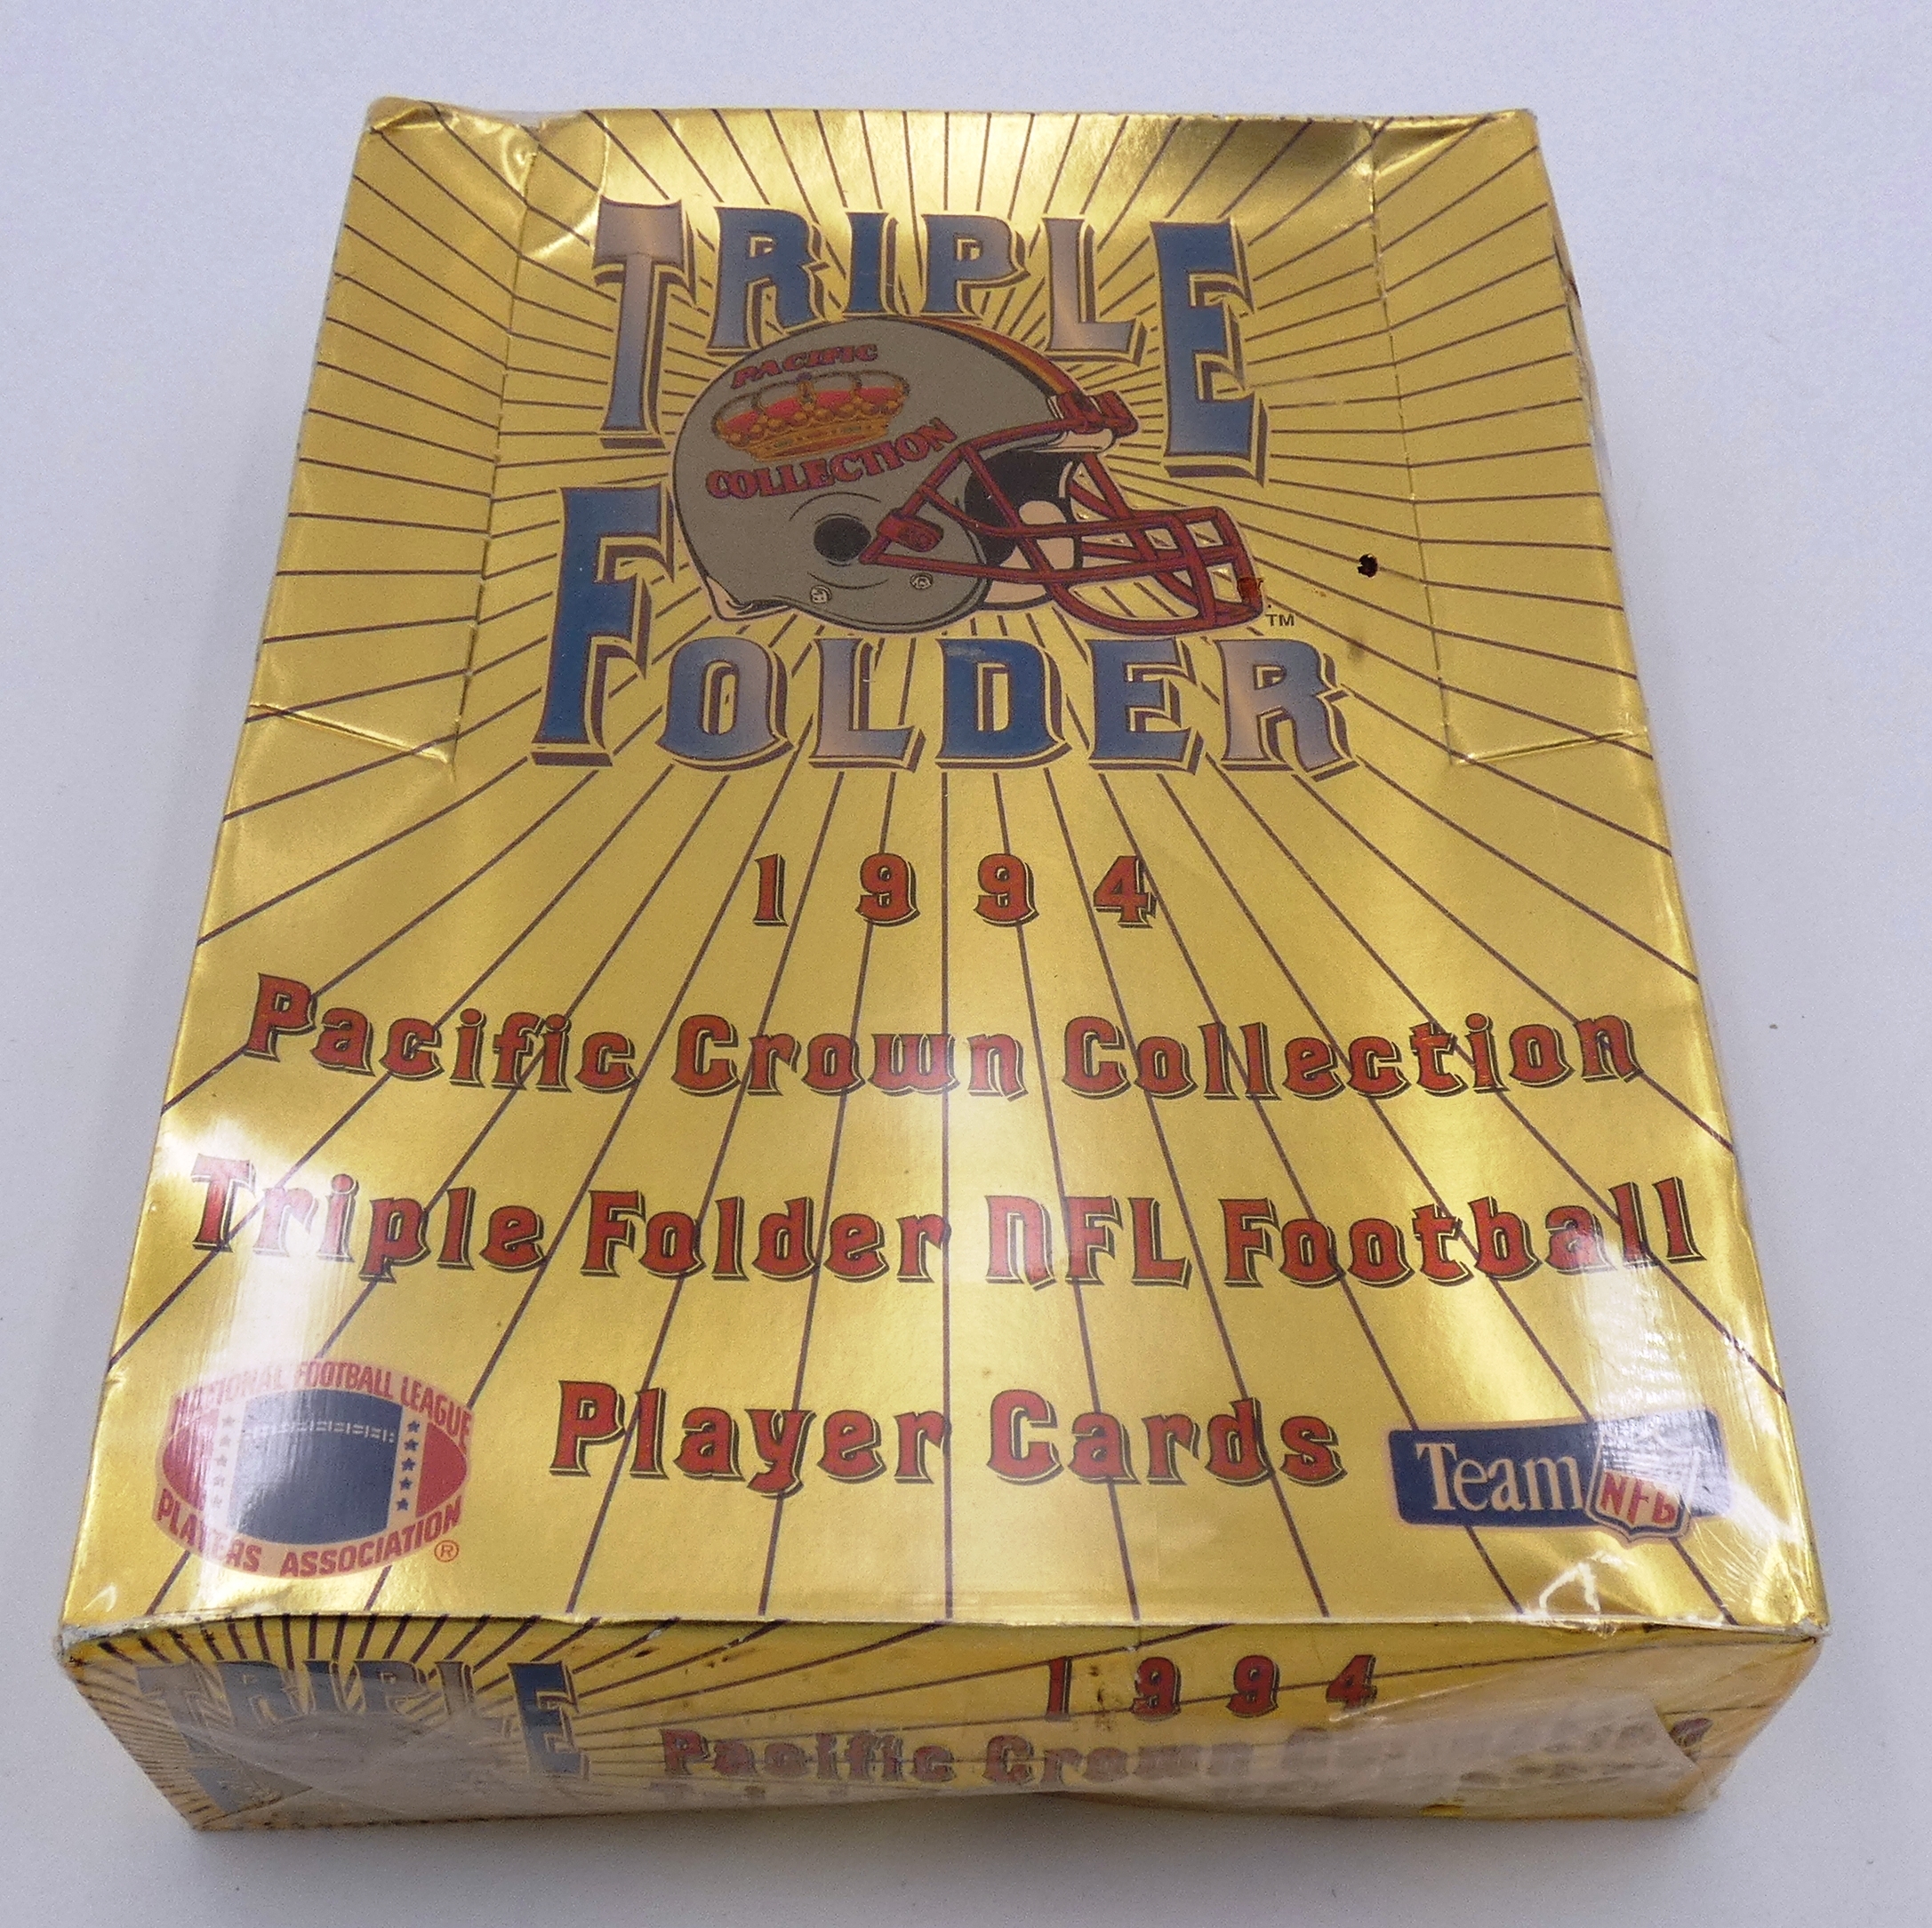 TRIPLE
PACIFIC
COLLECTION
TM
FOLDER
1994
Pacific Crown Collection
Triple Folder NFL Football
Player Cards
NATIONAL FOOTBALL LEAGUE
PLAYERS ASSOCIATION ®
Team NFL
TRIPLE
1994
Pacific Crown